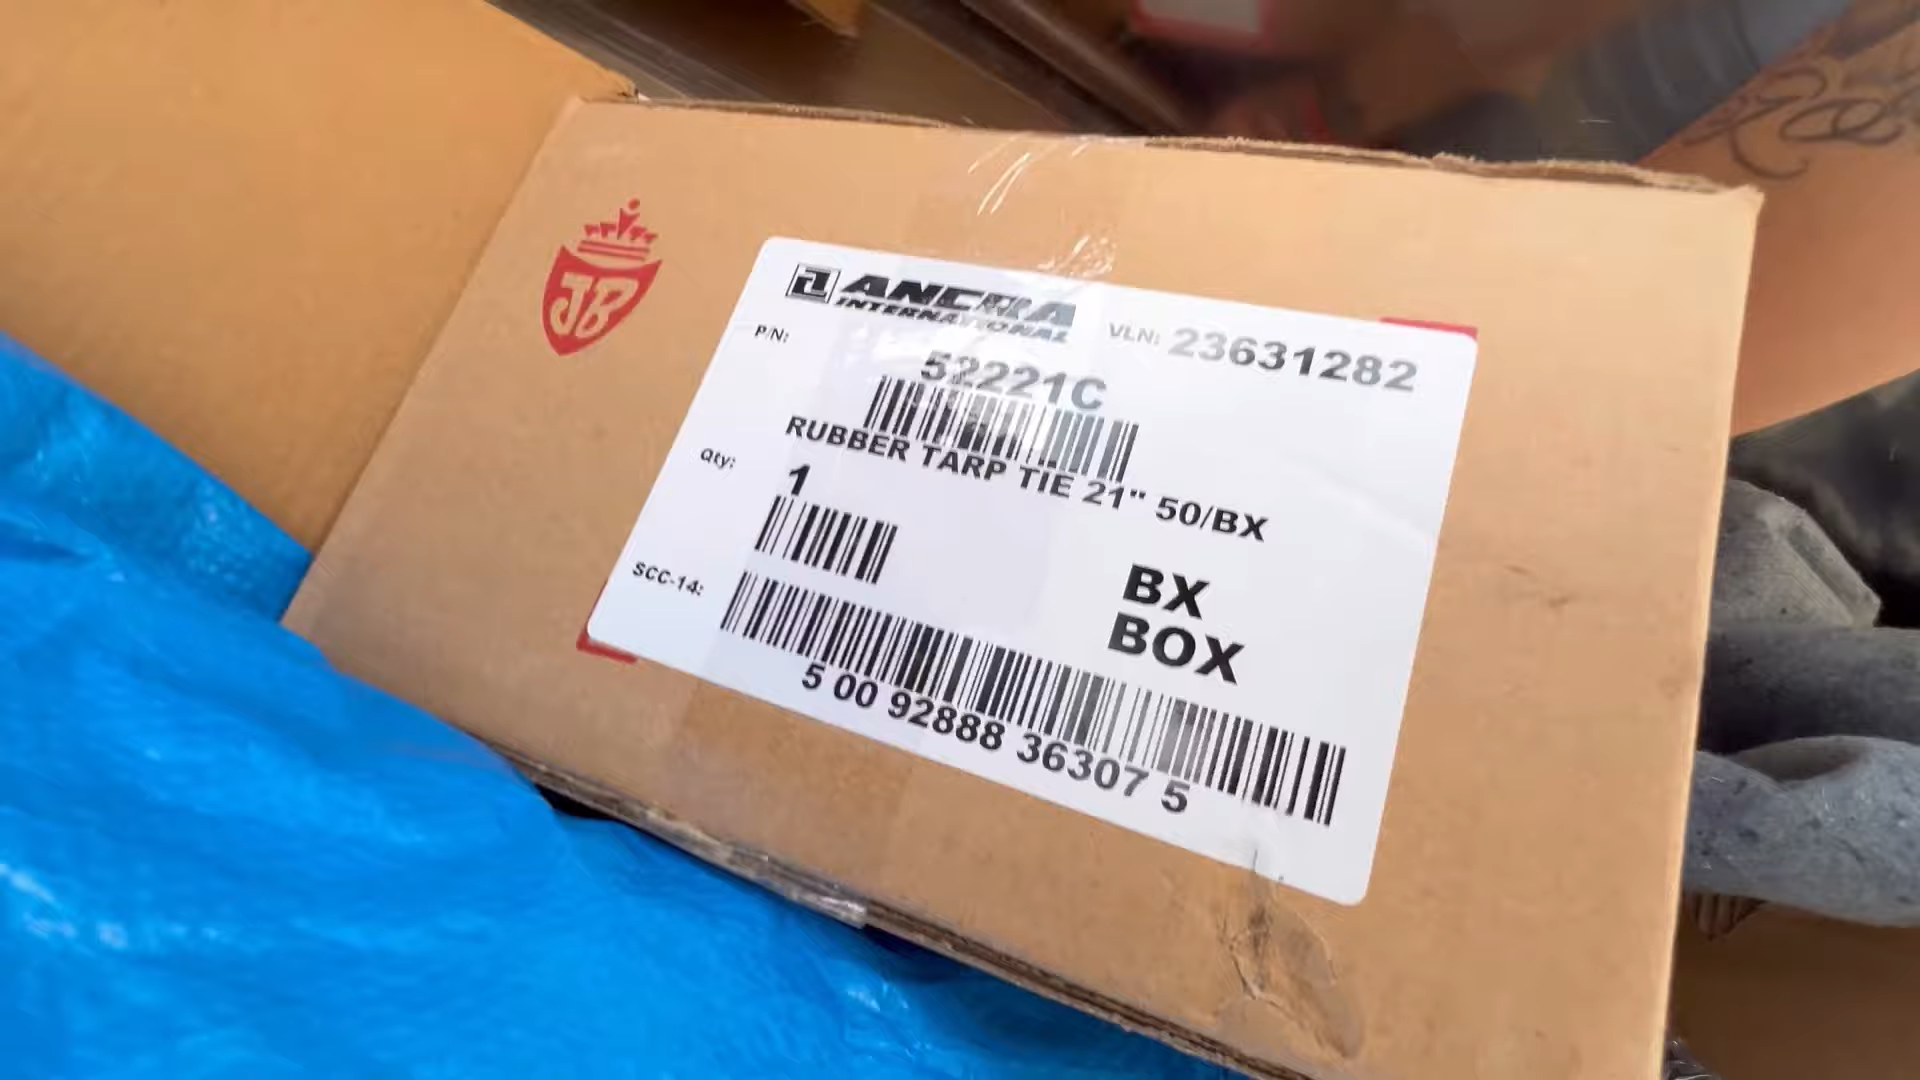 JB
ANCRA
INTERNATIONAL
P/N:
VLN: 23631282
52221C
RUBBER TARP TIE 21" 50/BX
Qty:
1
BX
BOX
SCC-14:
5 00 92888 36307 5